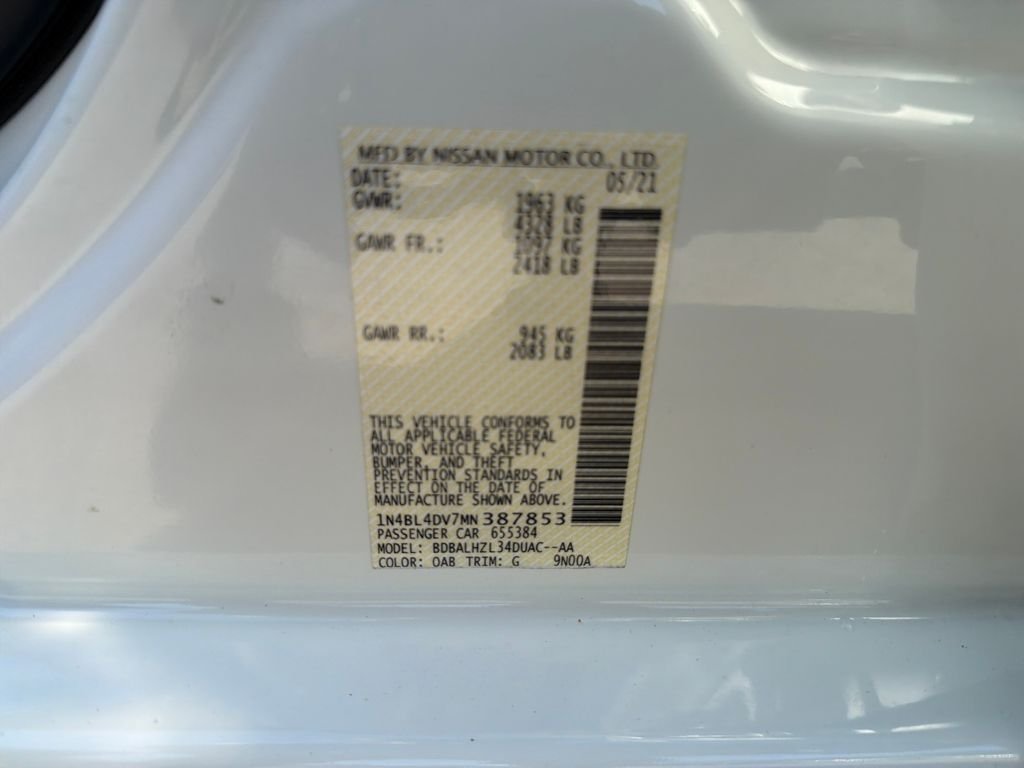 MFD BY NISSAN MOTOR CO., LTD.
DATE: 05/21
GVWR: 1963 KG
4328 LB
GAWR FR.: 1097 KG
2418 LB
GAWR RR.: 945 KG
2083 LB
THIS VEHICLE CONFORMS TO
ALL APPLICABLE FEDERAL
MOTOR VEHICLE SAFETY,
BUMPER, AND THEFT
PREVENTION STANDARDS IN
EFFECT ON THE DATE OF
MANUFACTURE SHOWN ABOVE.
1N4BL4DV7MN387853
PASSENGER CAR 655384
MODEL: BDBALHZL34DUAC--AA
COLOR: QAB TRIM: G 9N00A